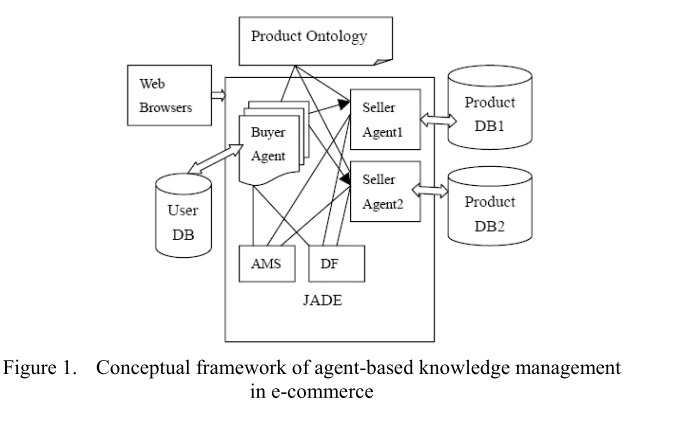 Product Ontology
Web
Browsers
Buyer
Agent
Seller
Agent1
Product
DB1
Seller
Agent2
Product
DB2
User
DB
AMS
DF
JADE
Figure 1. Conceptual framework of agent-based knowledge management
in e-commerce